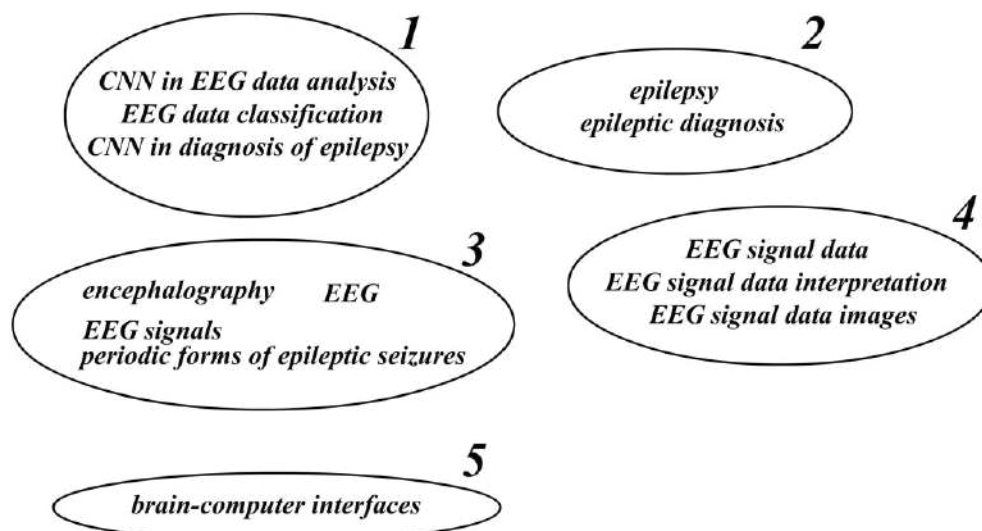 1
CNN in EEG data analysis
EEG data classification
CNN in diagnosis of epilepsy
2
epilepsy
epileptic diagnosis
3
encephalography EEG
EEG signals
periodic forms of epileptic seizures
4
EEG signal data
EEG signal data interpretation
EEG signal data images
5
brain-computer interfaces